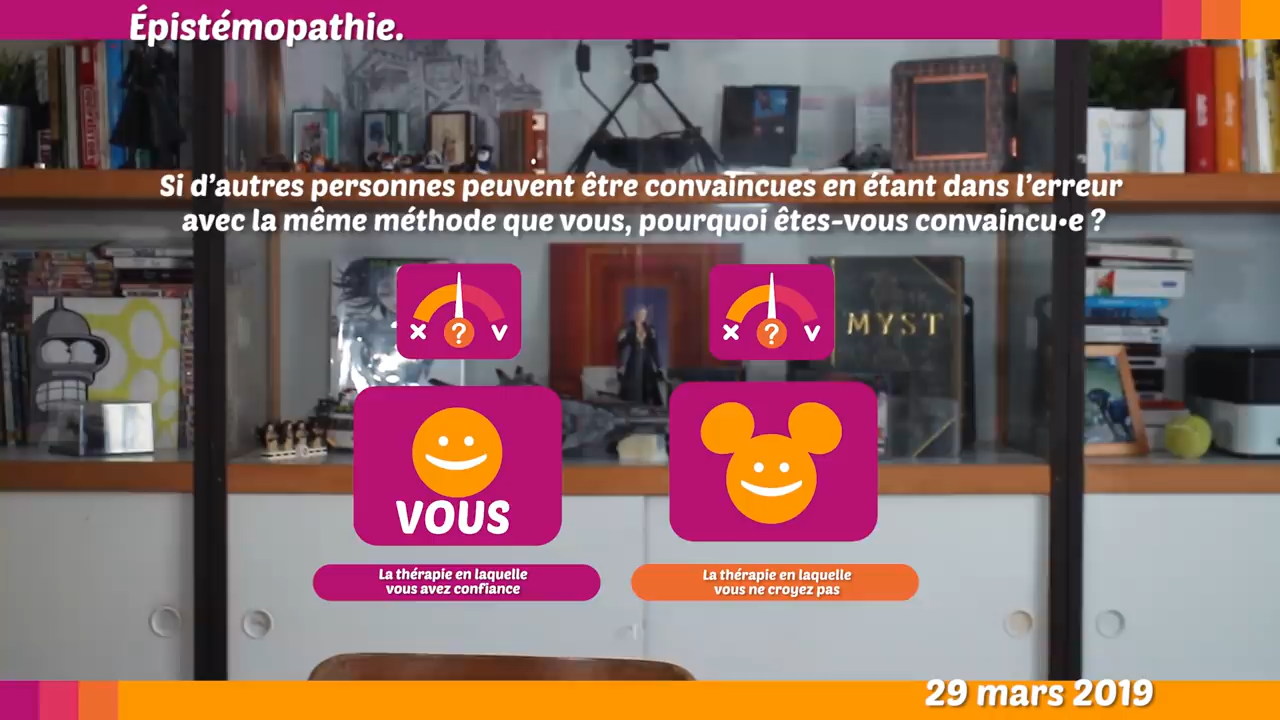 Épistémopathie.
Si d'autres personnes peuvent être convaincues en étant dans l'erreur
avec la même méthode que vous, pourquoi êtes-vous convaincu•e ?
X ? V
X ? V
MYST
VOUS
La thérapie en laquelle
vous avez confiance
La thérapie en laquelle
vous ne croyez pas
29 mars 2019